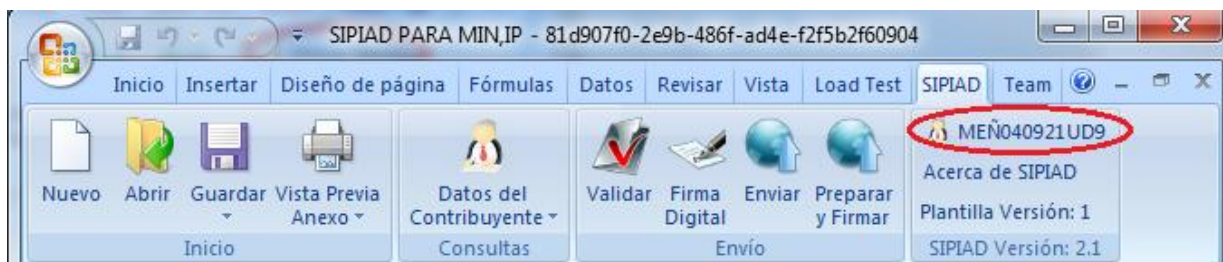 SIPIAD PARA MIN,IP - 81d907f0-2e9b-486f-ad4e-f2f5b2f60904
Inicio Insertar Diseño de página Fórmulas Datos Revisar Vista Load Test SIPIAD Team
Nuevo Abrir Guardar Vista Previa Anexo
Datos del Contribuyente
Validar Firma Digital Enviar Preparar y Firmar
MEÑ040921UD9
Acerca de SIPIAD
Plantilla Versión: 1
Inicio Consultas Envío SIPIAD Versión: 2.1